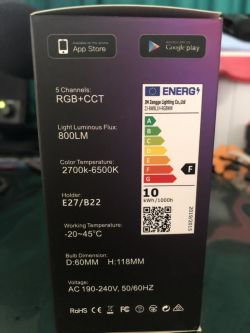 App Store
Google play
5 Channels:
RGB+CCT
Light Luminous Flux:
800LM
Color Temperature:
2700k-6500K
Holder:
E27/B22
Working Temperature:
-20~45°C
Bulb Dimension:
D:60MM H:118MM
Voltage:
AC 190-240V, 50/60HZ
RoHS
ENERG
A
B
C
D
E
F
G
F
10
kWh/1000h
2019/2015